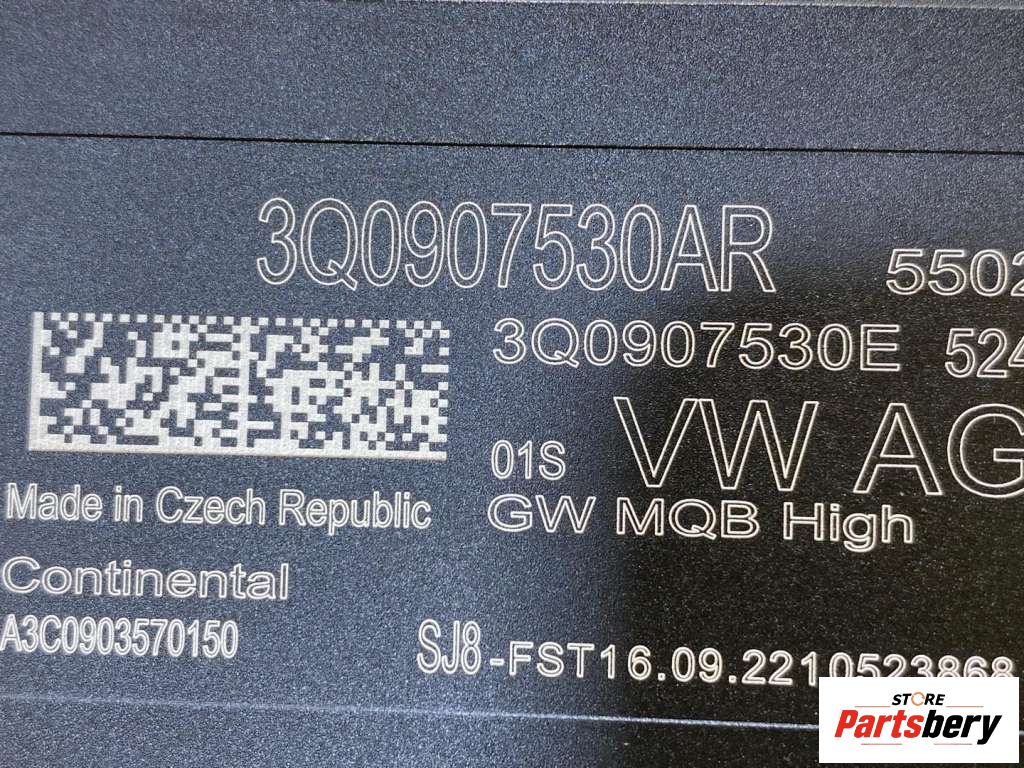 3Q0907530AR
5502
3Q0907530E 524
01S VW AG
GW MQB High
Made in Czech Republic
Continental
A3C0903570150
SJ8-FST16.09.2210523868
STORE
Partsbery